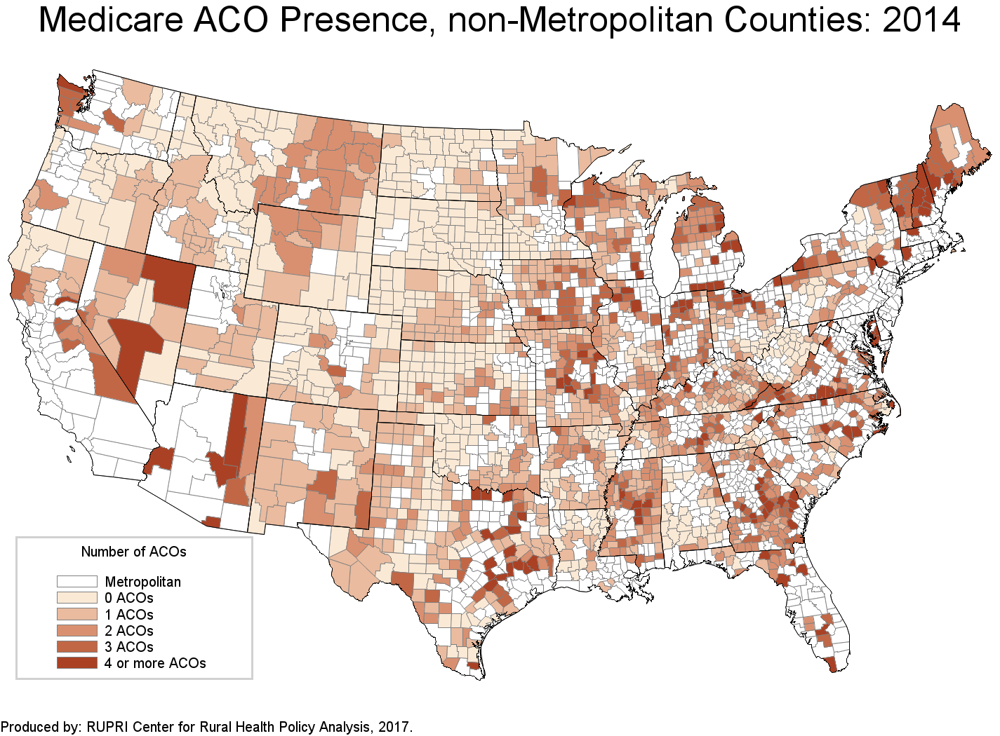 Medicare ACO Presence, non-Metropolitan Counties: 2014
Number of ACOs
Metropolitan
0 ACOs
1 ACOs
2 ACOs
3 ACOs
4 or more ACOs
Produced by: RUPRI Center for Rural Health Policy Analysis, 2017.